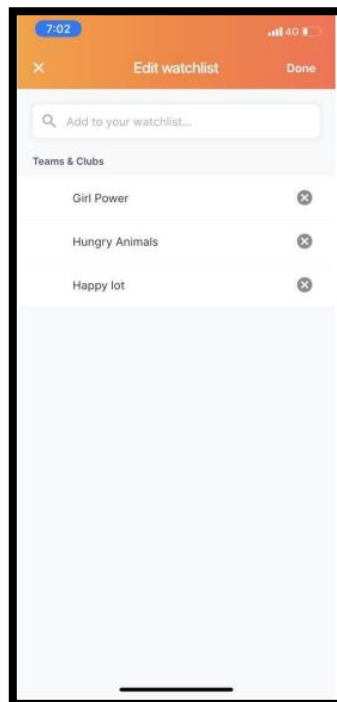 7:02
4G
Edit watchlist
Done
Add to your watchlist...
Teams & Clubs
Girl Power
Hungry Animals
Happy lot